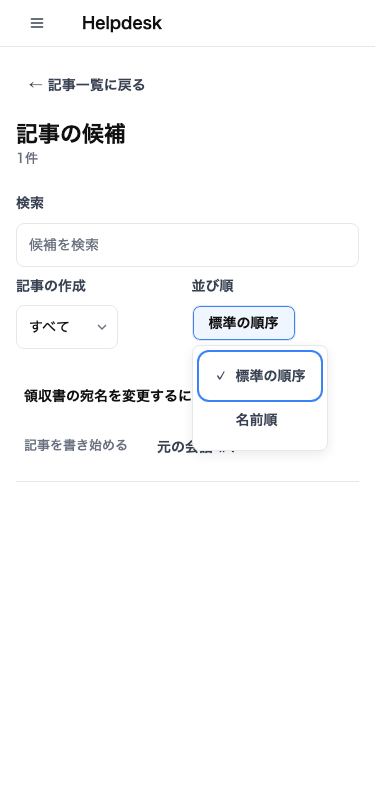 Helpdesk
← 記事一覧に戻る
記事の候補
1件
検索
候補を検索
記事の作成
並び順
すべて
標準の順序
✓ 標準の順序
名前順
領収書の宛名を変更するに
記事を書き始める
元の会